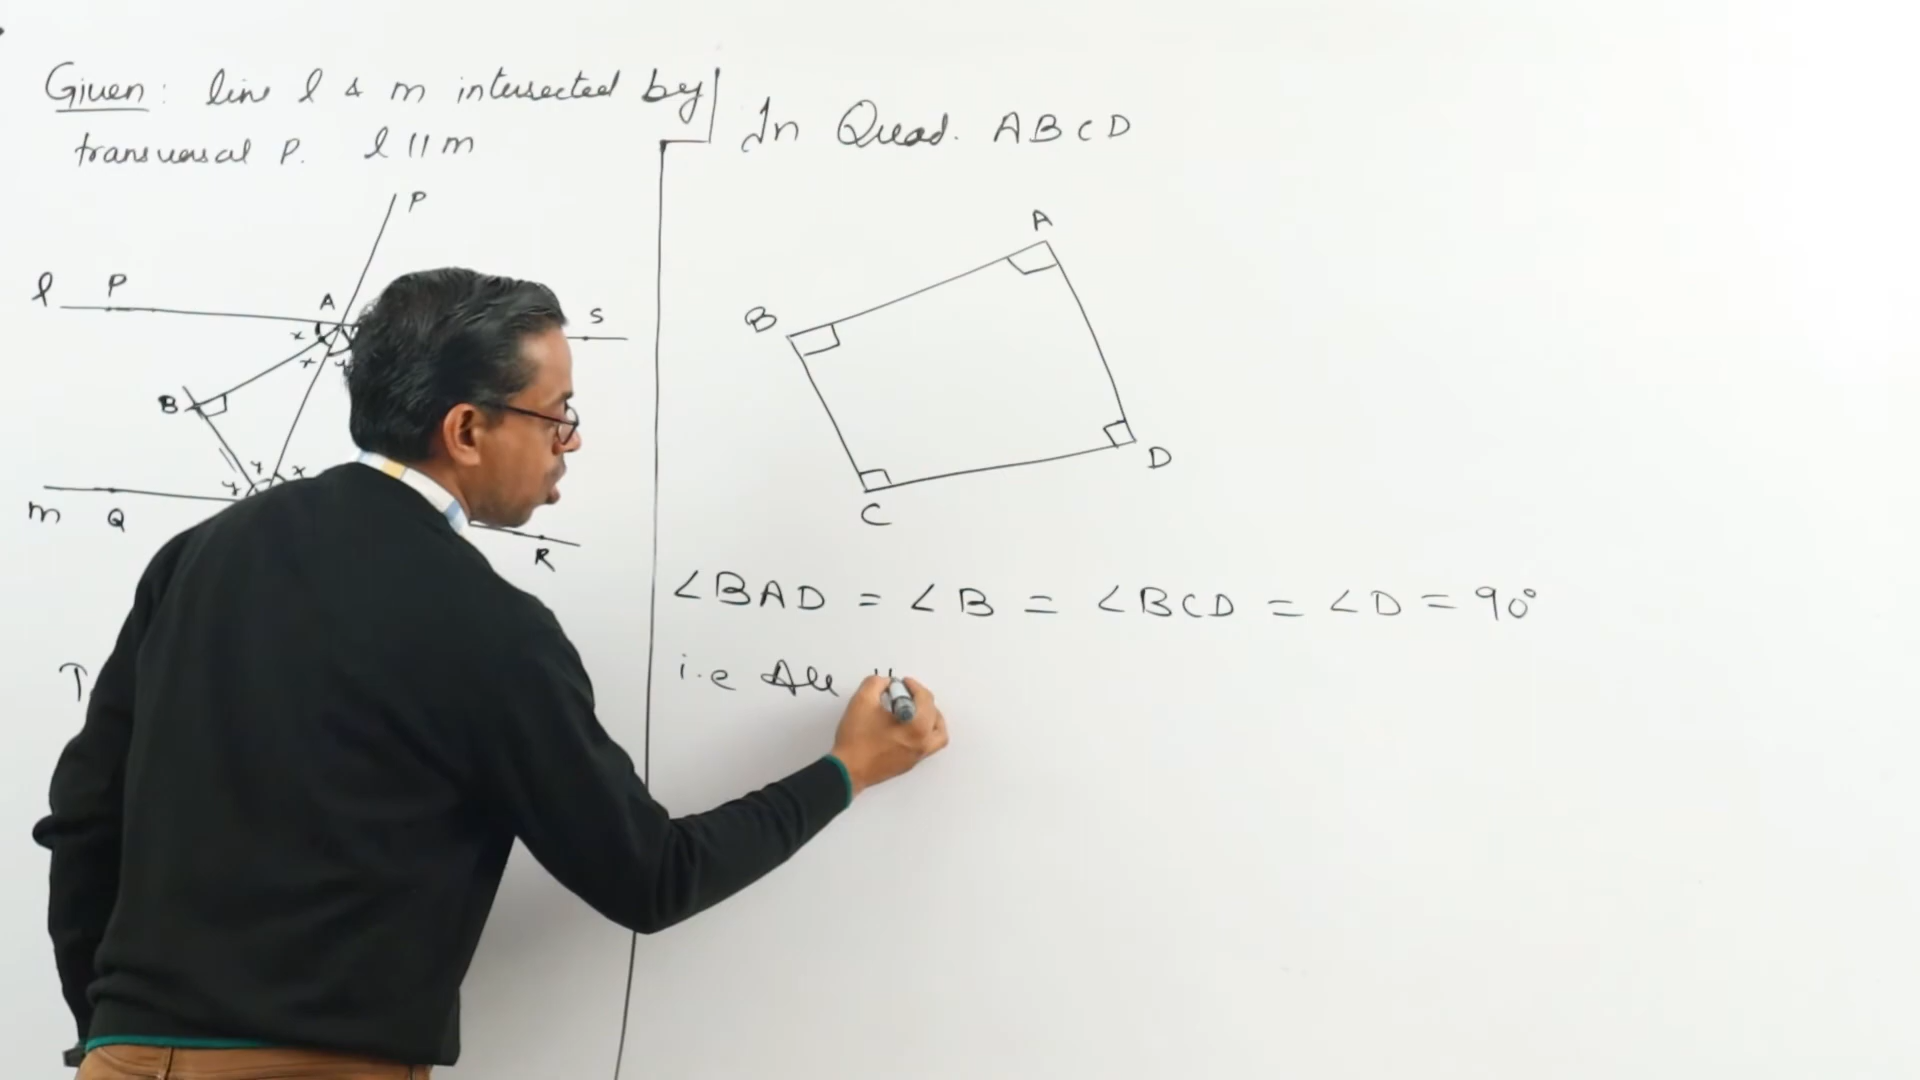 Given: line l & m intersected by
transversal P. l || m
P
l P A S
x
x y
B
y x
y
m Q R
T
In Quad. ABCD
A
B
D
C
∠BAD = ∠B = ∠BCD = ∠D = 90°
i.e All